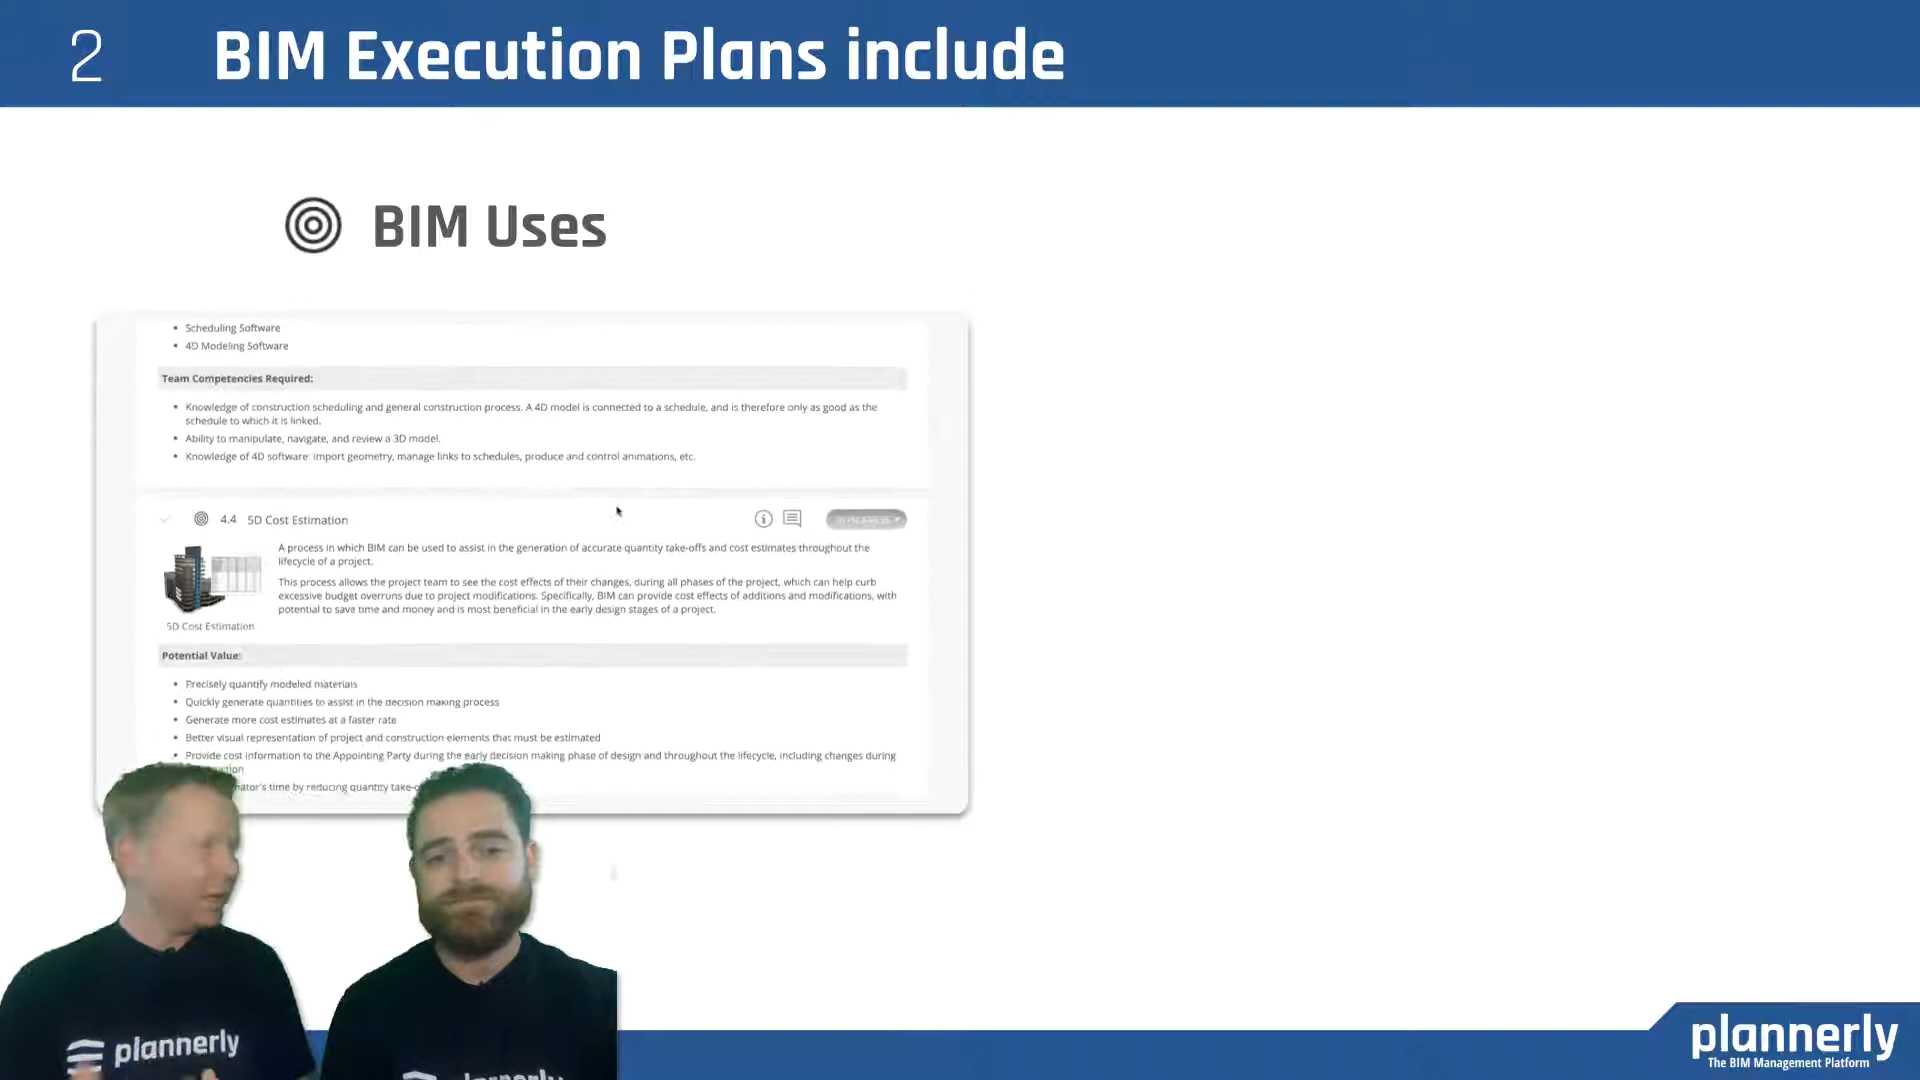 2 BIM Execution Plans include
BIM Uses
• Scheduling Software
• 4D Modeling Software
Team Competencies Required:
• Knowledge of construction scheduling and general construction process. A 4D model is connected to a schedule, and is therefore only as good as the
schedule to which it is linked.
• Ability to manipulate, navigate, and review a 3D model.
• Knowledge of 4D software: import geometry, manage links to schedules, produce and control animations, etc.
4.4 5D Cost Estimation
IN PROGRESS
A process in which BIM can be used to assist in the generation of accurate quantity take-offs and cost estimates throughout the
lifecycle of a project.
This process allows the project team to see the cost effects of their changes, during all phases of the project, which can help curb
excessive budget overruns due to project modifications. Specifically, BIM can provide cost effects of additions and modifications, with
potential to save time and money and is most beneficial in the early design stages of a project.
5D Cost Estimation
Potential Value:
• Precisely quantify modeled materials
• Quickly generate quantities to assist in the decision making process
• Generate more cost estimates at a faster rate
• Better visual representation of project and construction elements that must be estimated
• Provide cost information to the Appointing Party during the early decision making phase of design and throughout the lifecycle, including changes during
time by reducing quantity
plannerly
plannerly
The BIM Management Platform